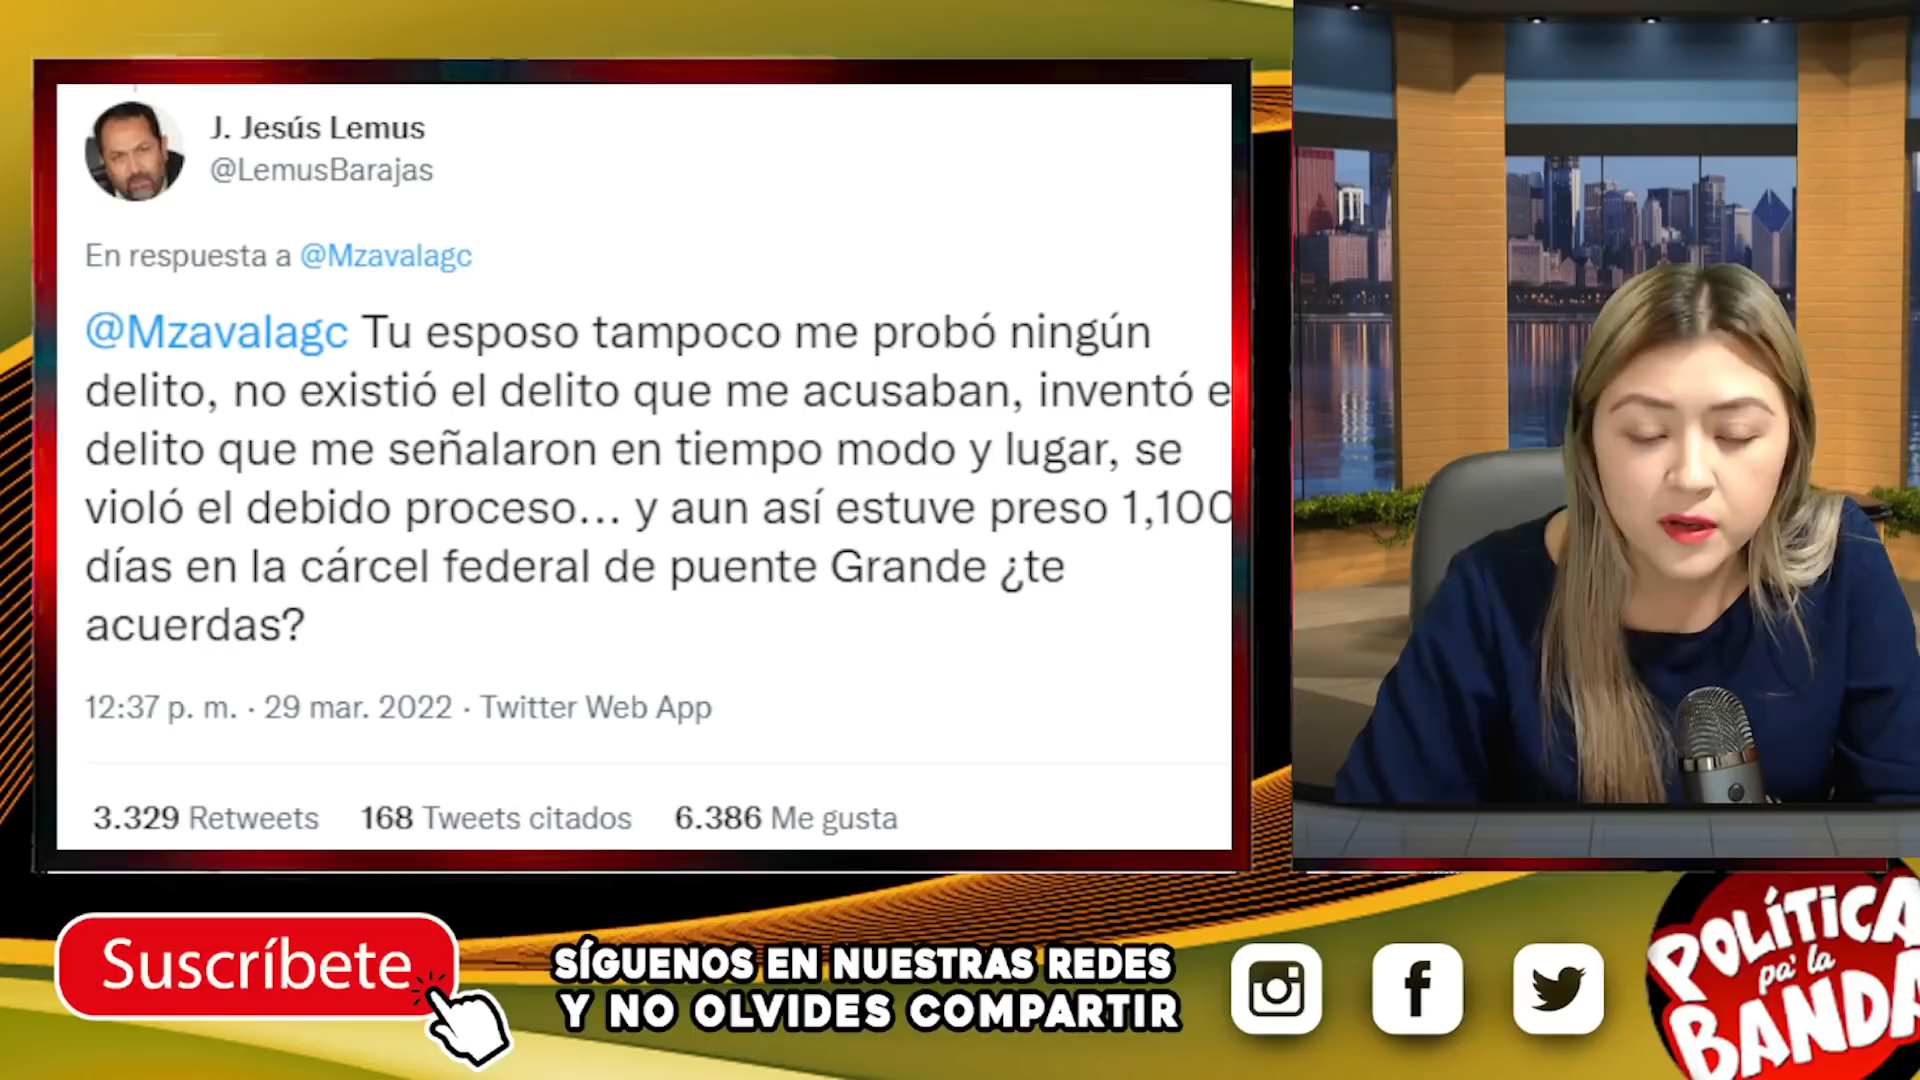 J. Jesús Lemus
@LemusBarajas
En respuesta a @Mzavalagc
@Mzavalagc Tu esposo tampoco me probó ningún
delito, no existió el delito que me acusaban, inventó e
delito que me señalaron en tiempo modo y lugar, se
violó el debido proceso... y aun así estuve preso 1,100
días en la cárcel federal de puente Grande ¿te
acuerdas?
12:37 p. m. · 29 mar. 2022 · Twitter Web App
3.329 Retweets 168 Tweets citados 6.386 Me gusta
Suscríbete
SÍGUENOS EN NUESTRAS REDES
Y NO OLVIDES COMPARTIR
POLÍTICA
pa' la
BANDA